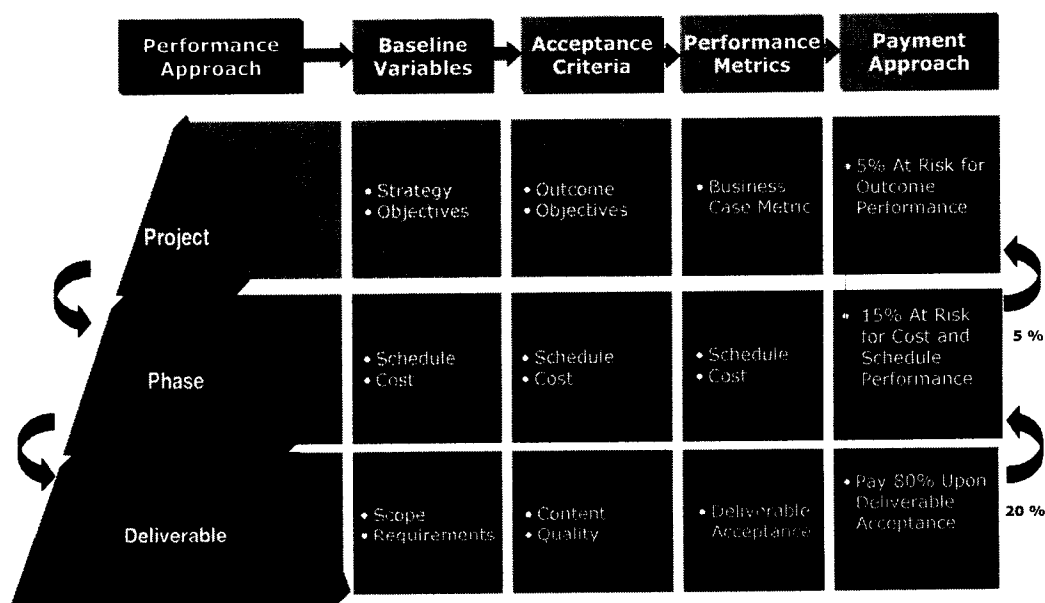 Performance
Approach
Baseline
Variables
Acceptance
Criteria
Performance
Metrics
Payment
Approach
Project
• Strategy
• Objectives
• Outcome
• Objectives
• Business
Case Metric
• 5% At Risk for
Outcome
Performance
Phase
• Schedule
• Cost
• Schedule
• Cost
• Schedule
• Cost
• 15% At Risk
for Cost and
Schedule
Performance
5 %
Deliverable
• Scope
• Requirements
• Content
• Quality
• Deliverable
Acceptance
• Pay 80% Upon
Deliverable
Acceptance
20 %